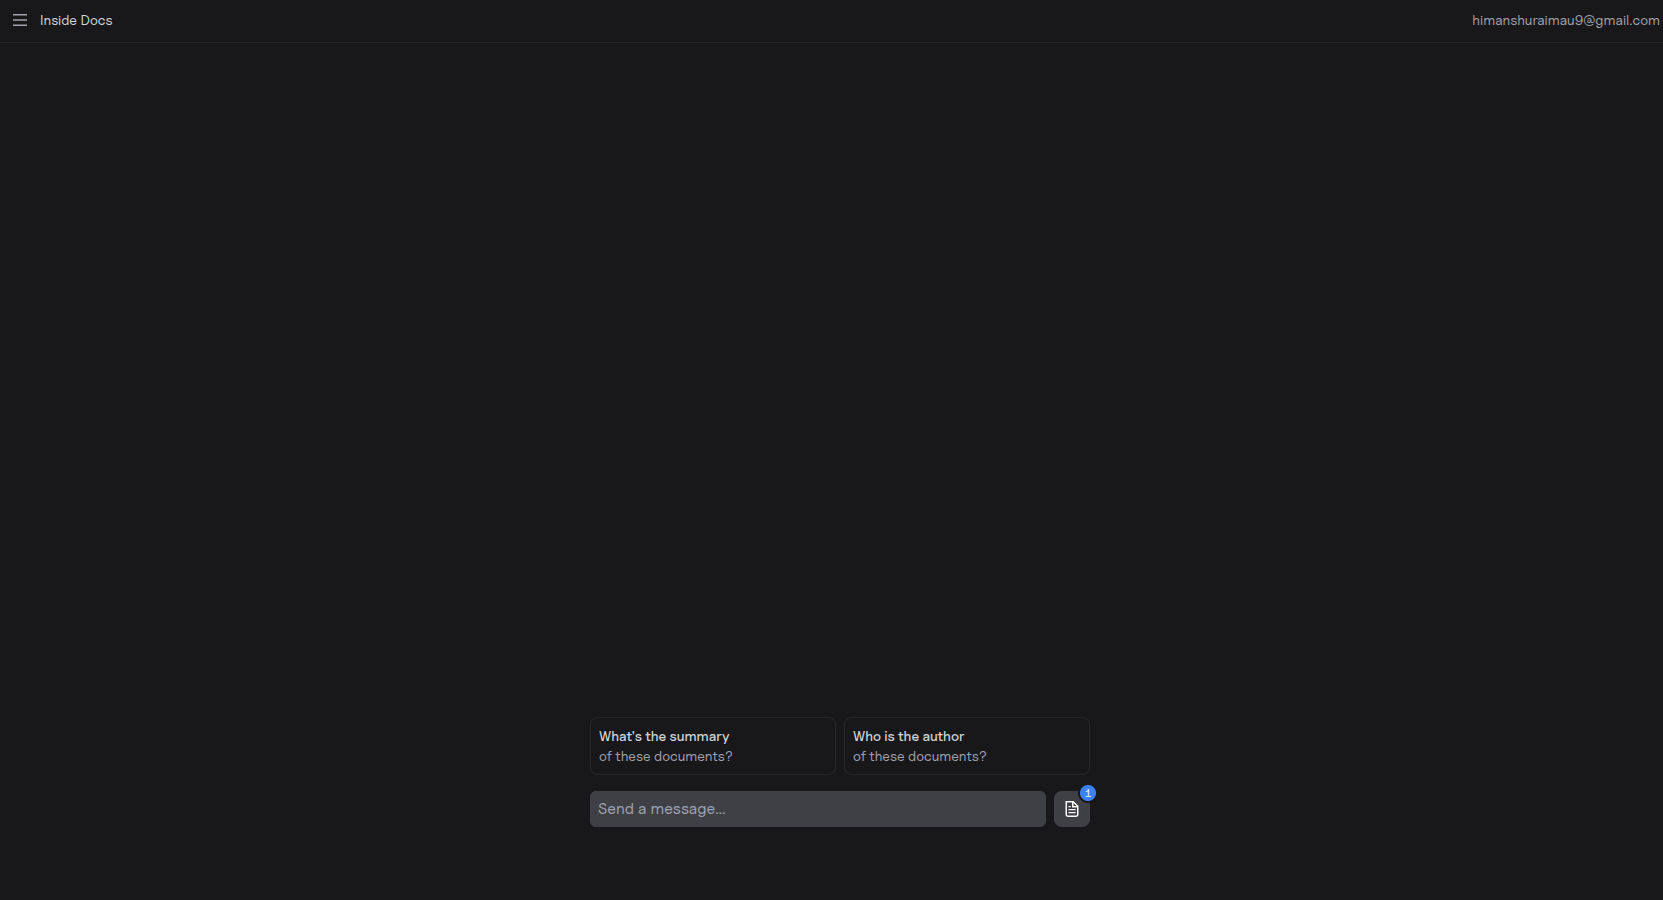 Inside Docs
himanshuraimau9@gmail.com
What's the summary
of these documents?
Who is the author
of these documents?
Send a message...
1